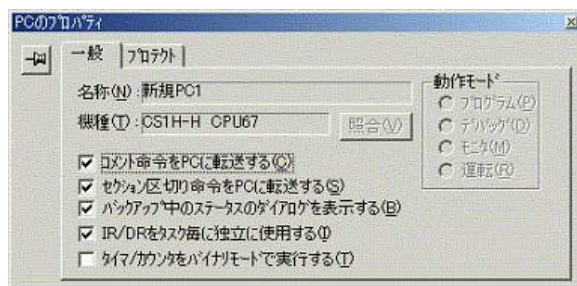 PCのﾌﾟﾛﾊﾟﾃｨ
一般 ﾌﾟﾛﾃｸﾄ
名称(N): 新規PC1
機種(T): CS1H-H CPU67 照合(V)
動作ﾓｰﾄﾞ
ﾌﾟﾛｸﾞﾗﾑ(P)
ﾃﾞﾊﾞｯｸﾞ(D)
ﾓﾆﾀ(M)
運転(R)
ｺﾒﾝﾄ命令をPCに転送する(C)
ｾｸｼｮﾝ区切り命令をPCに転送する(S)
ﾊﾞｯｸｱｯﾌﾟ中のｽﾃｰﾀｽのﾀﾞｲｱﾛｸﾞを表示する(B)
IR/DRをﾀｽｸ毎に独立に使用する(I)
ﾀｲﾏ/ｶｳﾝﾀをﾊﾞｲﾅﾘﾓｰﾄﾞで実行する(T)